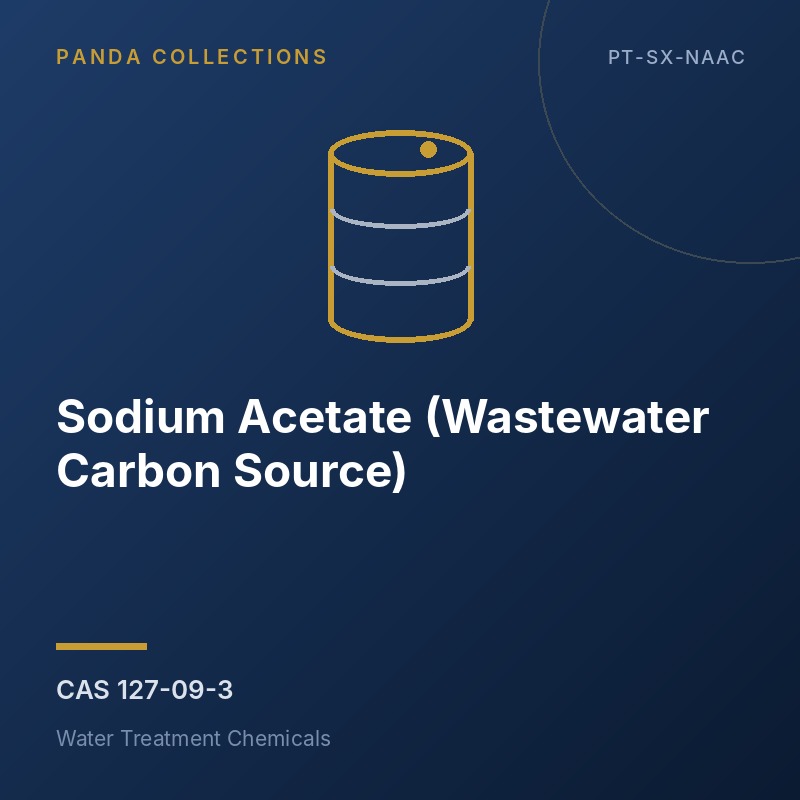 PANDA COLLECTIONS
PT-SX-NAAC
Sodium Acetate (Wastewater
Carbon Source)
CAS 127-09-3
Water Treatment Chemicals